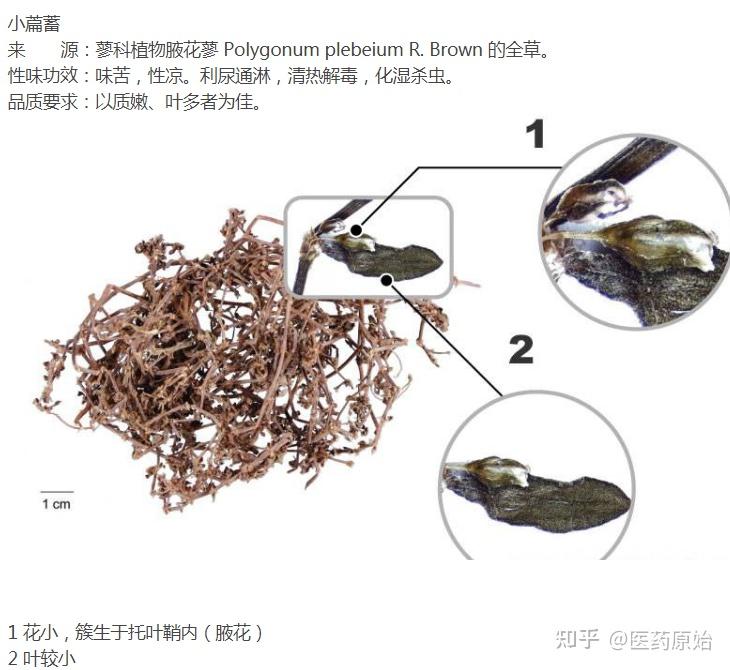 小萹蓄
来　　源：蓼科植物腋花蓼 Polygonum plebeium R. Brown 的全草。
性味功效：味苦，性凉。利尿通淋，清热解毒，化湿杀虫。
品质要求：以质嫩、叶多者为佳。
1
2
1 cm
1 花小，簇生于托叶鞘内（腋花）
2 叶较小
知乎 @医药原始